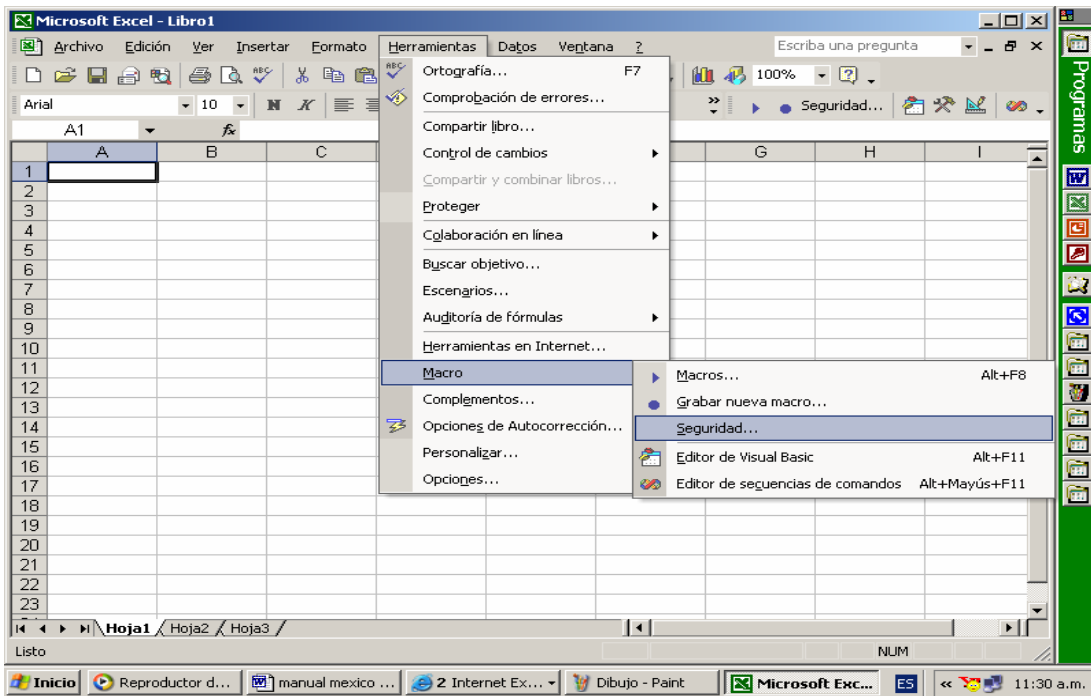 Microsoft Excel - Libro1
Archivo Edición Ver Insertar Formato Herramientas Datos Ventana ? Escriba una pregunta
100%
Arial 10 N K Seguridad...
A1 fx
A B C G H I
1
2
3
4
5
6
7
8
9
10
11
12
13
14
15
16
17
18
19
20
21
22
23
Ortografía... F7
Comprobación de errores...
Compartir libro...
Control de cambios
Compartir y combinar libros...
Proteger
Colaboración en línea
Buscar objetivo...
Escenarios...
Auditoría de fórmulas
Herramientas en Internet...
Macro
Complementos...
Opciones de Autocorrección...
Personalizar...
Opciones...
Macros... Alt+F8
Grabar nueva macro...
Seguridad...
Editor de Visual Basic Alt+F11
Editor de secuencias de comandos Alt+Mayús+F11
Programas
Hoja1 Hoja2 Hoja3
Listo NUM
Inicio Reproductor d... manual mexico ... 2 Internet Ex... Dibujo - Paint Microsoft Exc... ES « 11:30 a.m.